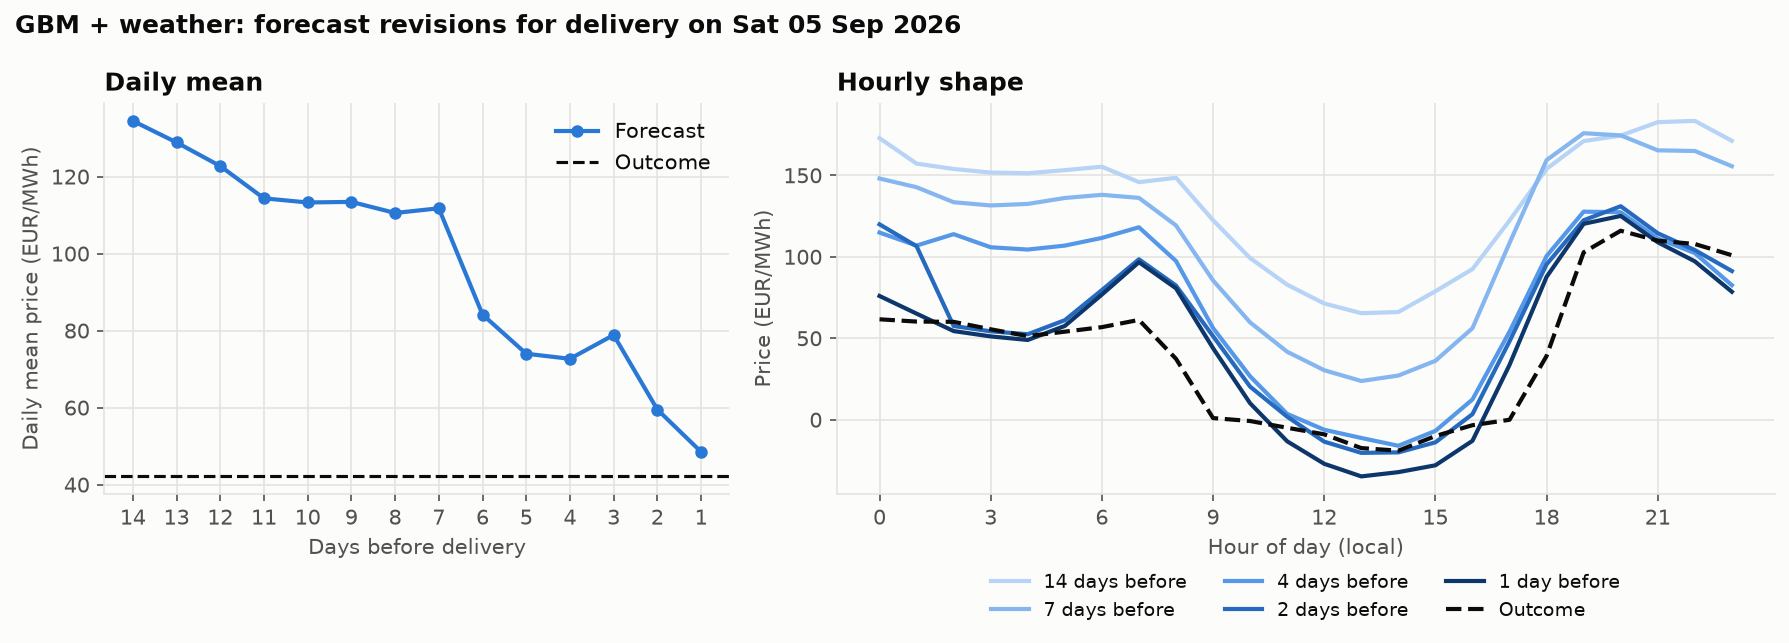 GBM + weather: forecast revisions for delivery on Sat 05 Sep 2026
Daily mean
Daily mean price (EUR/MWh)
120
100
80
60
40
Forecast
Outcome
14 13 12 11 10 9 8 7 6 5 4 3 2 1
Days before delivery
Hourly shape
Price (EUR/MWh)
150
100
50
0
0 3 6 9 12 15 18 21
Hour of day (local)
14 days before
7 days before
4 days before
2 days before
1 day before
Outcome